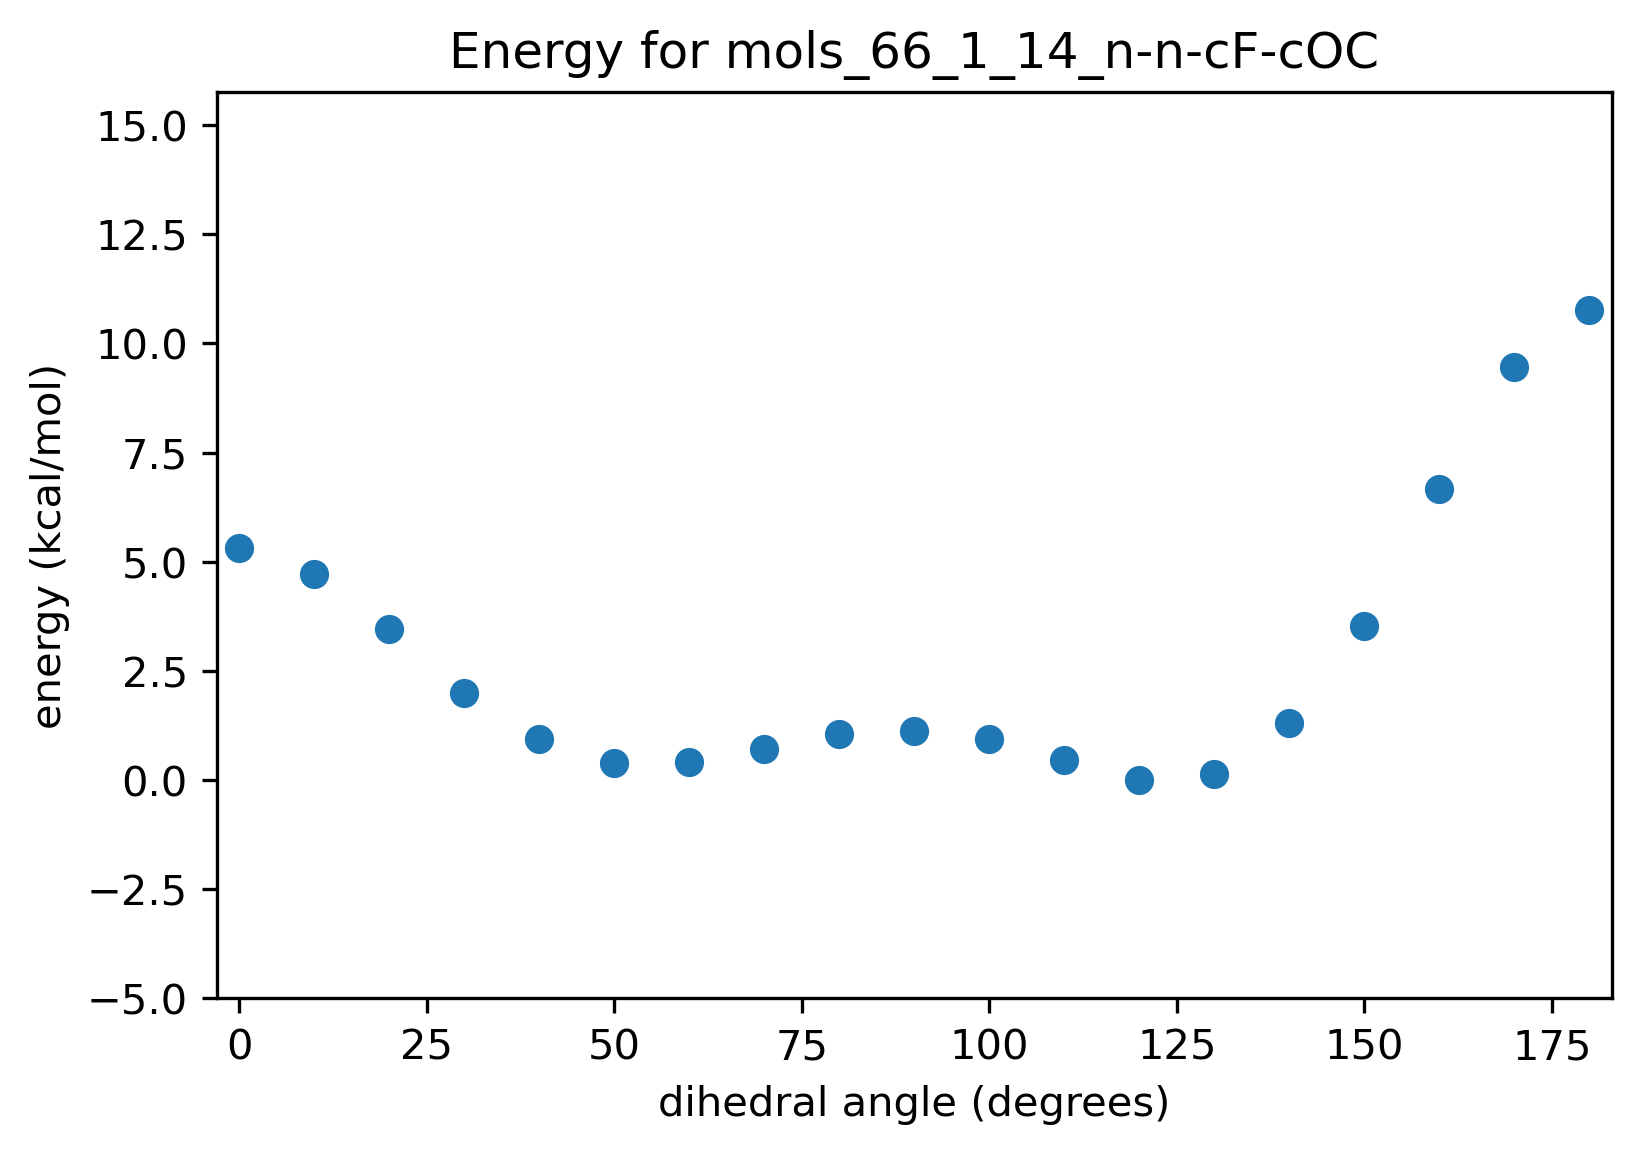 Energy for mols_66_1_14_n-n-cF-cOC
15.0
12.5
10.0
7.5
5.0
2.5
0.0
−2.5
−5.0
energy (kcal/mol)
0 25 50 75 100 125 150 175
dihedral angle (degrees)